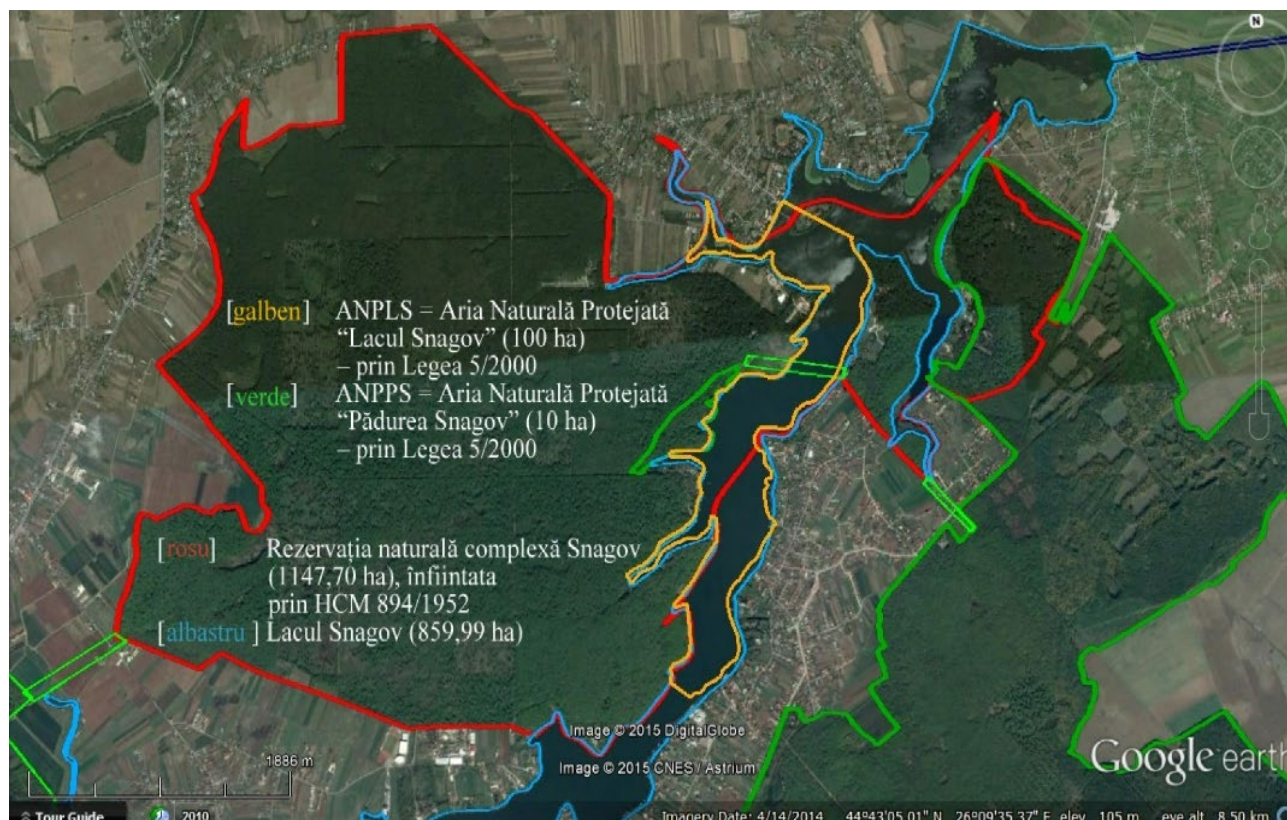 N
[galben] ANPLS = Aria Naturală Protejată
“Lacul Snagov” (100 ha)
– prin Legea 5/2000
[verde] ANPPS = Aria Naturală Protejată
“Pădurea Snagov” (10 ha)
– prin Legea 5/2000
[rosu] Rezervația naturală complexă Snagov
(1147,70 ha), înfiintata
prin HCM 894/1952
[albastru ] Lacul Snagov (859,99 ha)
Image © 2015 DigitalGlobe
1886 m
Image © 2015 CNES / Astrium
Google earth
Tour Guide 2010 Imagery Date: 4/14/2014 44°43'05.01" N 26°09'35.37" E elev 105 m eye alt 8.50 km